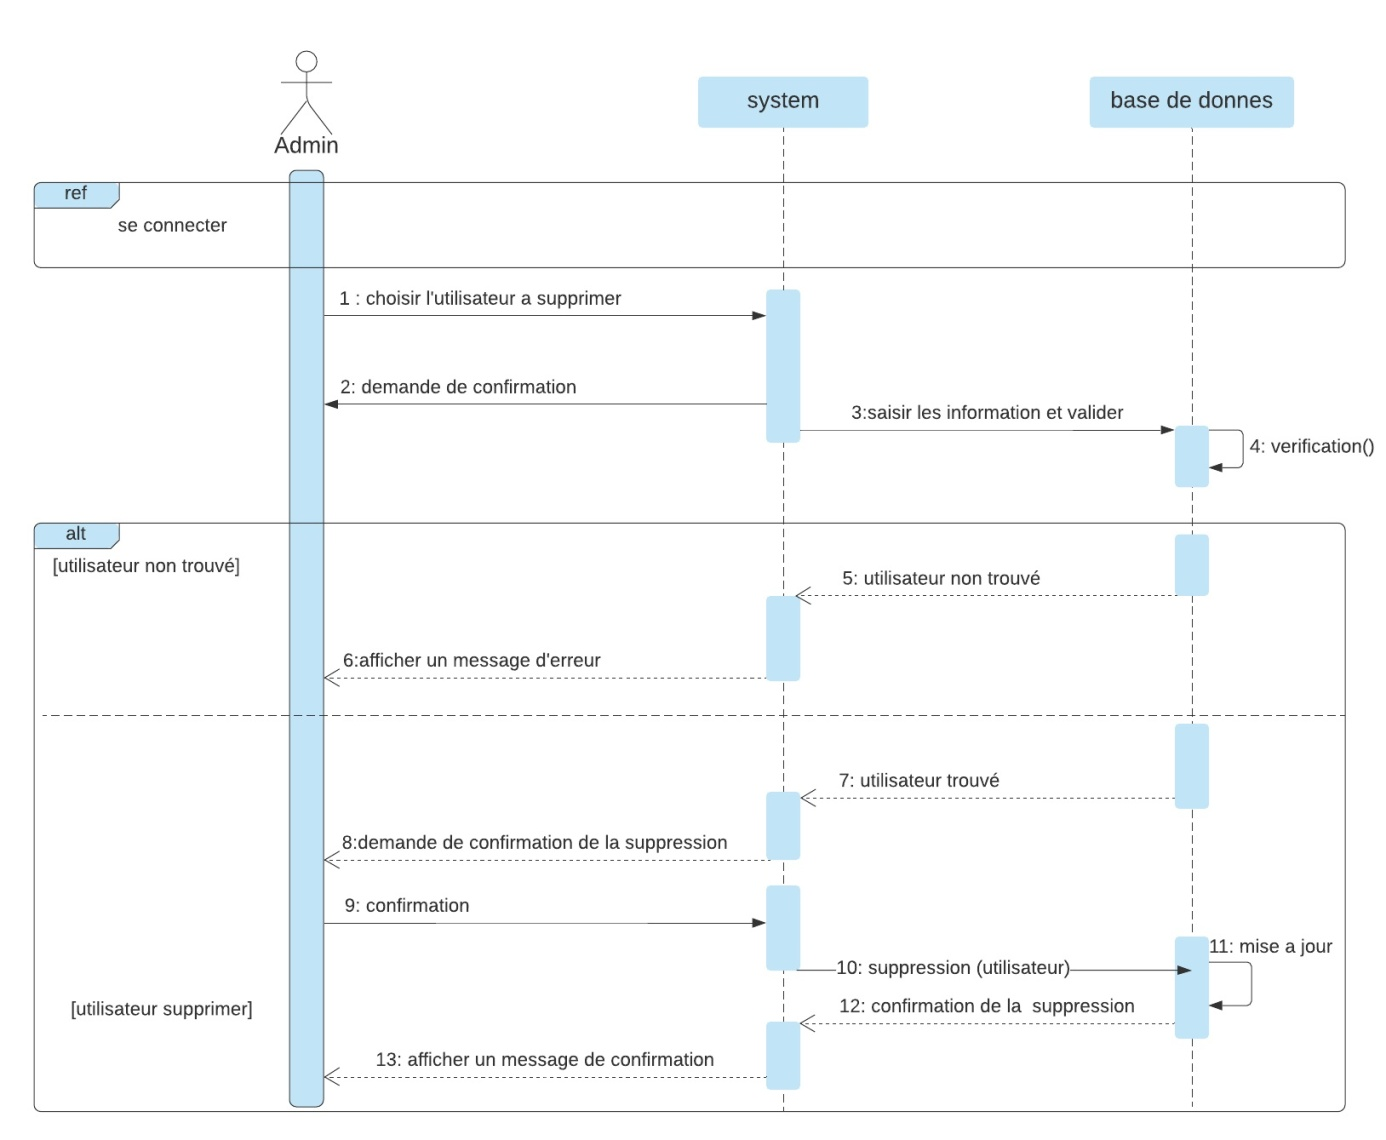 system
base de donnes
Admin
ref
se connecter
1 : choisir l'utilisateur a supprimer
2: demande de confirmation
3:saisir les information et valider
4: verification()
alt
[utilisateur non trouvé]
5: utilisateur non trouvé
6:afficher un message d'erreur
7: utilisateur trouvé
8:demande de confirmation de la suppression
9: confirmation
11: mise a jour
10: suppression (utilisateur)
[utilisateur supprimer]
12: confirmation de la  suppression
13: afficher un message de confirmation